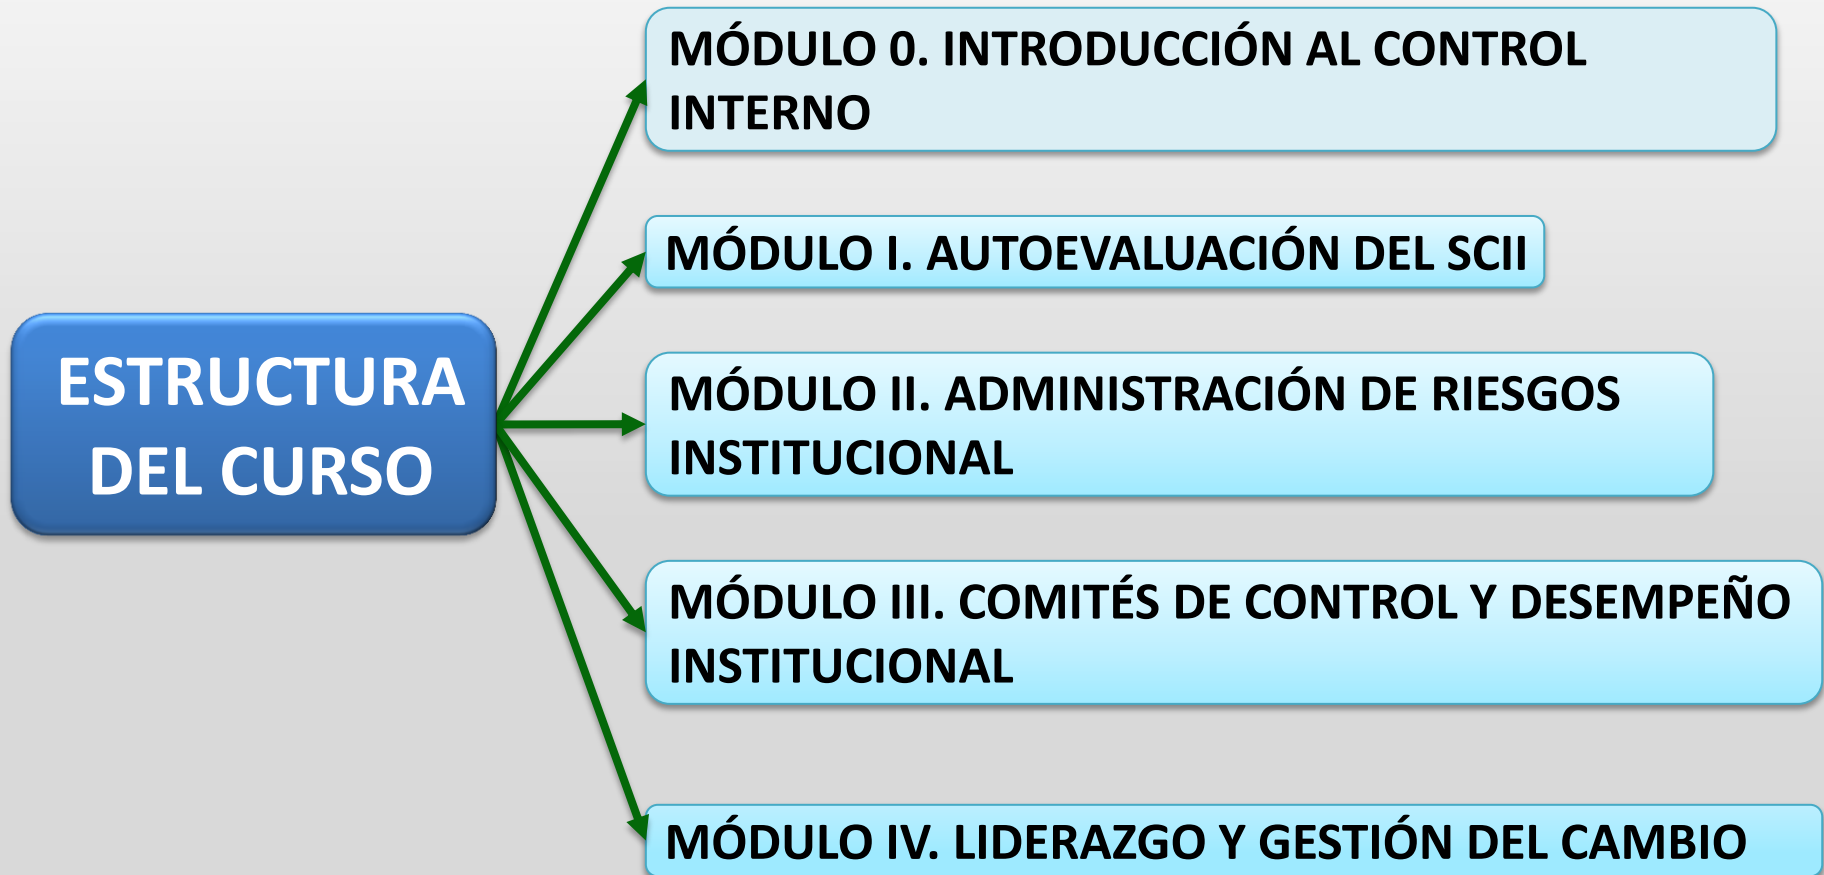 MÓDULO 0. INTRODUCCIÓN AL CONTROL
INTERNO
MÓDULO I. AUTOEVALUACIÓN DEL SCII
ESTRUCTURA
DEL CURSO
MÓDULO II. ADMINISTRACIÓN DE RIESGOS
INSTITUCIONAL
MÓDULO III. COMITÉS DE CONTROL Y DESEMPEÑO
INSTITUCIONAL
MÓDULO IV. LIDERAZGO Y GESTIÓN DEL CAMBIO